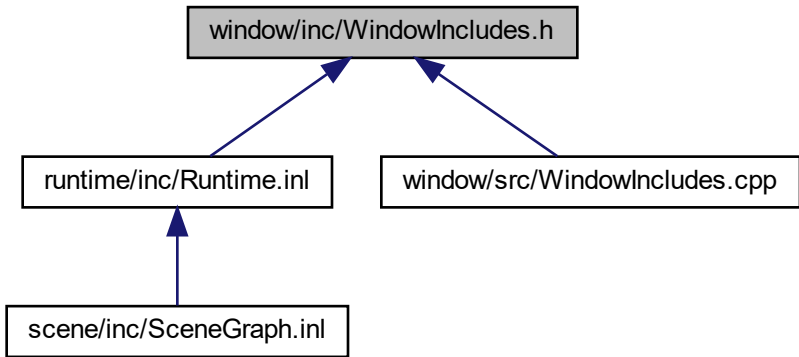 window/inc/WindowIncludes.h
runtime/inc/Runtime.inl
window/src/WindowIncludes.cpp
scene/inc/SceneGraph.inl